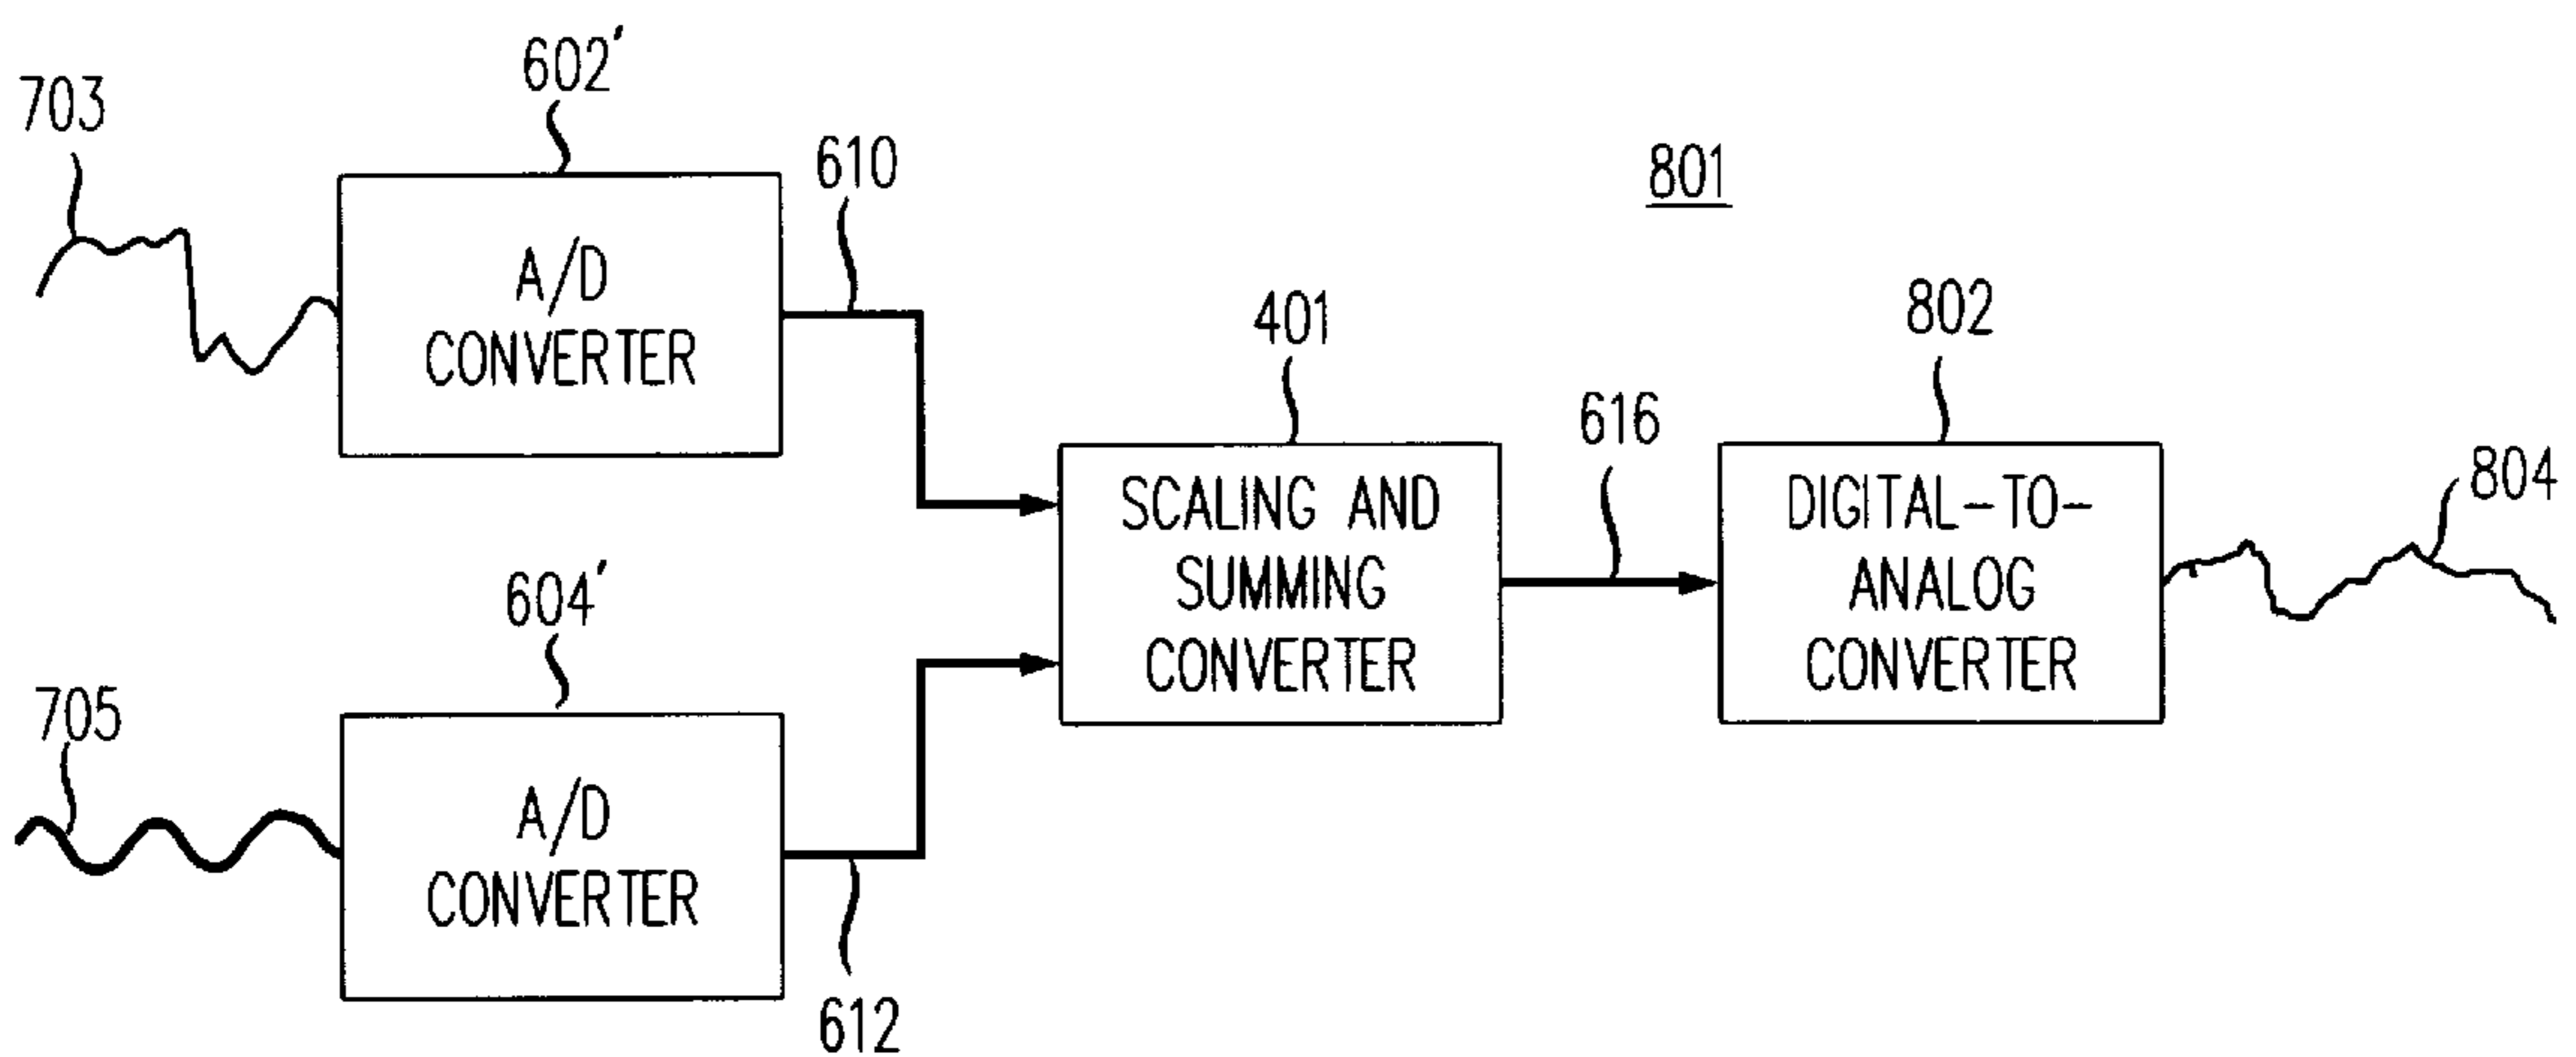 703
602'
610
A/D
CONVERTER
801
401
802
616
804
SCALING AND
SUMMING
CONVERTER
DIGITAL-TO-
ANALOG
CONVERTER
705
604'
A/D
CONVERTER
612